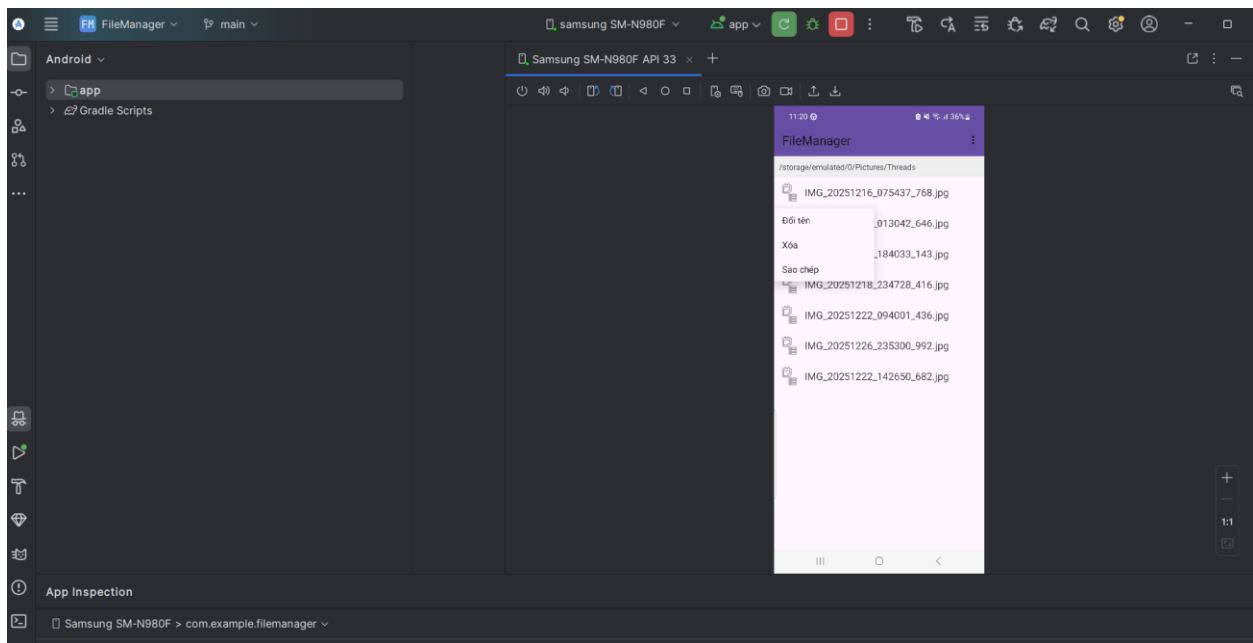 FM FileManager main samsung SM-N980F app
Android Samsung SM-N980F API 33
app
Gradle Scripts
11:20 36%
FileManager
/storage/emulated/0/Pictures/Threads
IMG_20251216_075437_768.jpg
Đổi tên _013042_646.jpg
Xóa _184033_143.jpg
Sao chép
IMG_20251218_234728_416.jpg
IMG_20251222_094001_436.jpg
IMG_20251226_235300_992.jpg
IMG_20251222_142650_682.jpg
1:1
App Inspection
Samsung SM-N980F > com.example.filemanager